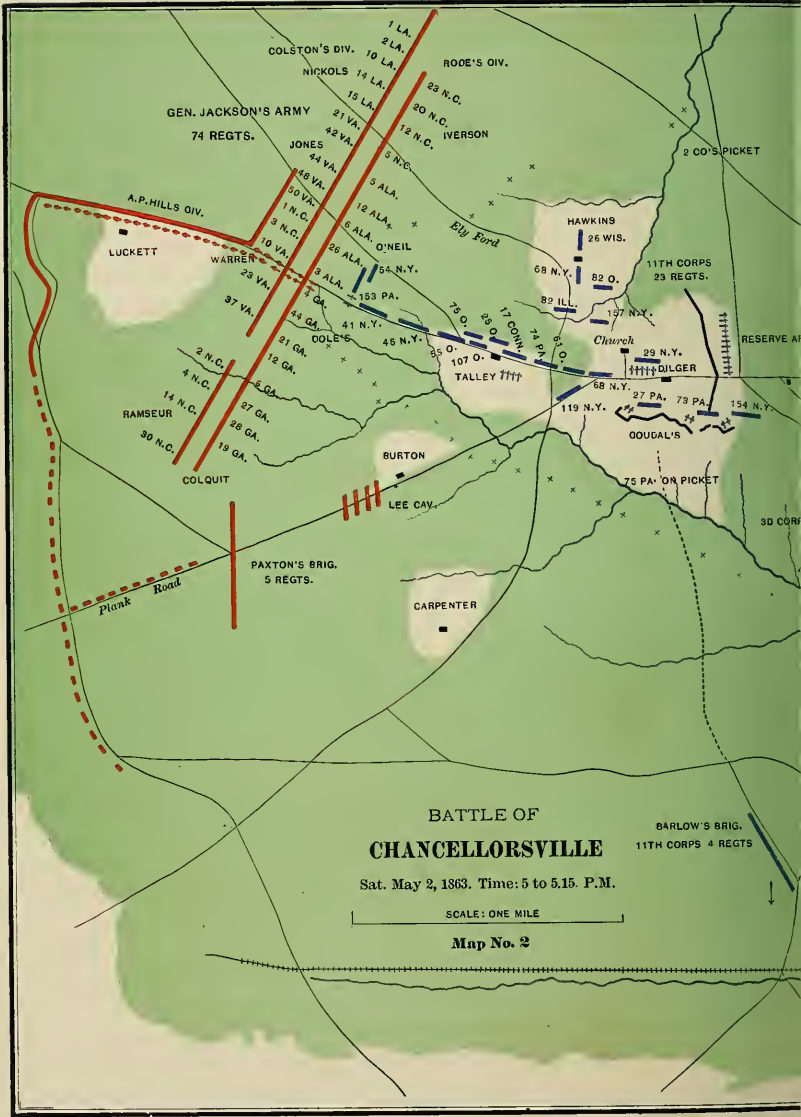 1 LA.
2 LA.
10 LA.
14 LA.
15 LA.
21 VA.
42 VA.
44 VA.
48 VA.
50 VA.
1 N.C.
3 N.C.
10 VA.
23 VA.
37 VA.
COLSTON'S DIV.
NICKOLS
GEN. JACKSON'S ARMY
74 REGTS.
JONES
WARREN
RODE'S DIV.
23 N.C.
20 N.C.
12 N.C.
IVERSON
5 N.C.
5 ALA.
12 ALA.
6 ALA.
O'NEIL
26 ALA.
3 ALA.
4 GA.
44 GA.
DOLE'S
21 GA.
12 GA.
6 GA.
27 GA.
28 GA.
19 GA.
COLQUIT
2 N.C.
4 N.C.
14 N.C.
30 N.C.
RAMSEUR
A.P. HILLS DIV.
LUCKETT
2 CO'S PICKET
Ely Ford
HAWKINS
26 WIS.
68 N.Y.
82 O.
82 ILL.
157 N.Y.
11TH CORPS
23 REGTS.
54 N.Y.
153 PA.
41 N.Y.
45 N.Y.
55 O.
107 O.
75 O.
25 O.
17 CONN.
74 PA.
61 O.
TALLEY
Church
29 N.Y.
DILGER
RESERVE AR
68 N.Y.
119 N.Y.
27 PA.
73 PA.
154 N.Y.
GOUDAL'S
75 PA. ON PICKET
3D CORP
BURTON
LEE CAV.
PAXTON'S BRIG.
5 REGTS.
Plank Road
CARPENTER
BARLOW'S BRIG.
11TH CORPS 4 REGTS
BATTLE OF
CHANCELLORSVILLE
Sat. May 2, 1863. Time: 5 to 5.15. P.M.
SCALE: ONE MILE
Map No. 2